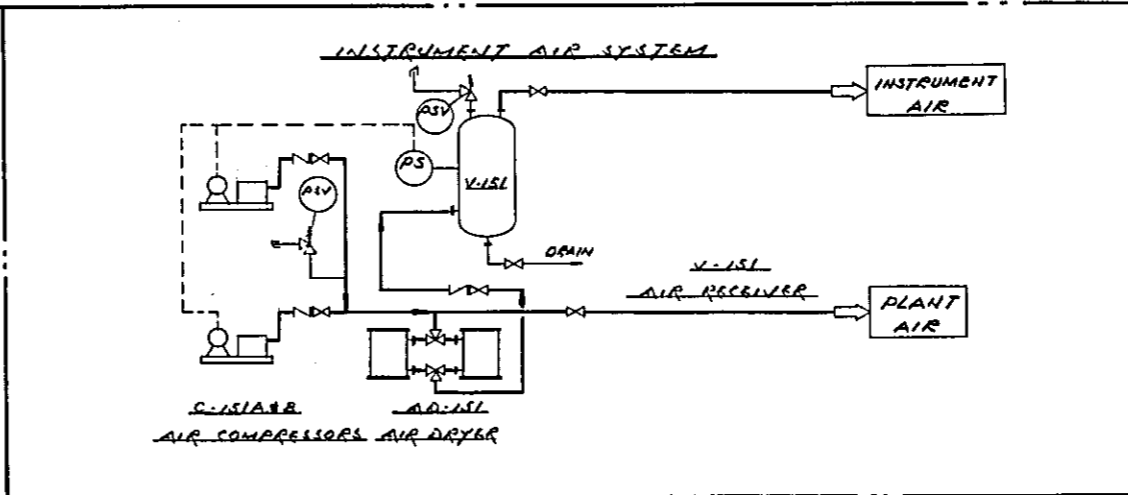 INSTRUMENT AIR SYSTEM
INSTRUMENT
AIR
PSV
PS
V-151
PSV
DRAIN
V-151
AIR RECEIVER
PLANT
AIR
C-151A&B
AIR COMPRESSORS
AD-151
AIR DRYER